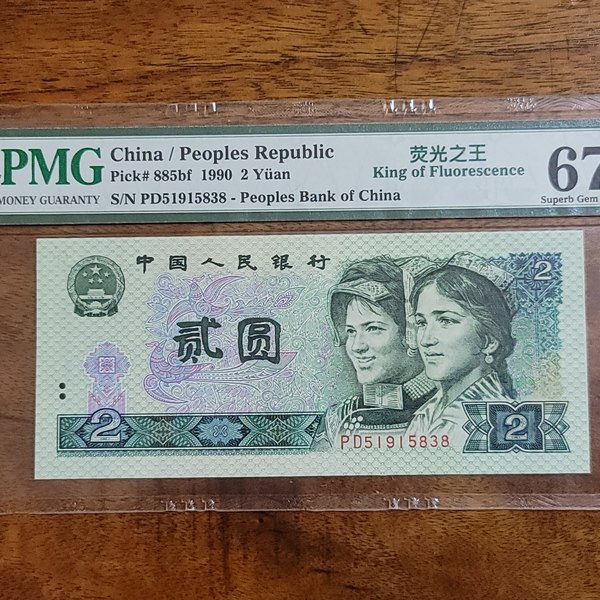 PMG
MONEY GUARANTY
China / Peoples Republic
Pick# 885bf 1990 2 Yüan
S/N PD51915838 - Peoples Bank of China
荧光之王
King of Fluorescence
67
Superb Gem
中国人民银行
贰圆
2
2
PD51915838
2